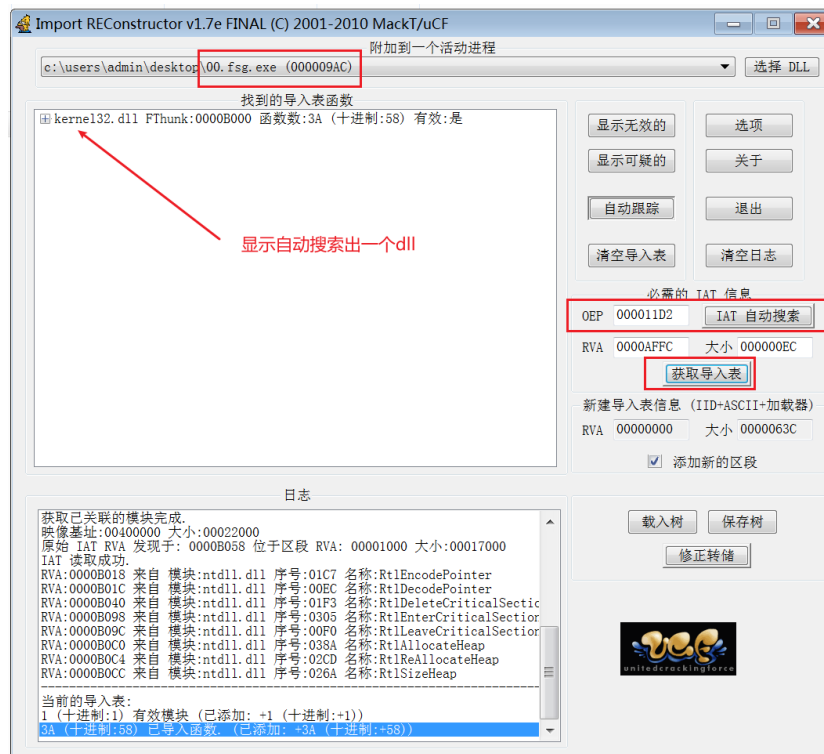 Import REConstructor v1.7e FINAL (C) 2001-2010 MackT/uCF
附加到一个活动进程
c:\users\admin\desktop\00.fsg.exe (000009AC)
选择 DLL
找到的导入表函数
kernel32.dll FThunk:0000B000 函数数:3A (十进制:58) 有效:是
显示自动搜索出一个dll
显示无效的
选项
显示可疑的
关于
自动跟踪
退出
清空导入表
清空日志
必需的 IAT 信息
OEP 000011D2 IAT 自动搜索
RVA 0000AFFC 大小 000000EC
获取导入表
新建导入表信息 (IID+ASCII+加载器)
RVA 00000000 大小 0000063C
添加新的区段
日志
获取已关联的模块完成.
映像基址:00400000 大小:00022000
原始 IAT RVA 发现于: 0000B058 位于区段 RVA: 00001000 大小:00017000
IAT 读取成功.
RVA:0000B018 来自 模块:ntdll.dll 序号:01C7 名称:RtlEncodePointer
RVA:0000B01C 来自 模块:ntdll.dll 序号:00EC 名称:RtlDecodePointer
RVA:0000B040 来自 模块:ntdll.dll 序号:01F3 名称:RtlDeleteCriticalSectic
RVA:0000B098 来自 模块:ntdll.dll 序号:0305 名称:RtlEnterCriticalSection
RVA:0000B09C 来自 模块:ntdll.dll 序号:00F0 名称:RtlLeaveCriticalSection
RVA:0000B0C0 来自 模块:ntdll.dll 序号:038A 名称:RtlAllocateHeap
RVA:0000B0C4 来自 模块:ntdll.dll 序号:02CD 名称:RtlReAllocateHeap
RVA:0000B0CC 来自 模块:ntdll.dll 序号:026A 名称:RtlSizeHeap
当前的导入表:
1 (十进制:1) 有效模块 (已添加: +1 (十进制:+1))
3A (十进制:58) 已导入函数. (已添加: +3A (十进制:+58))
载入树
保存树
修正转储
UCF
unitedcrackingforce